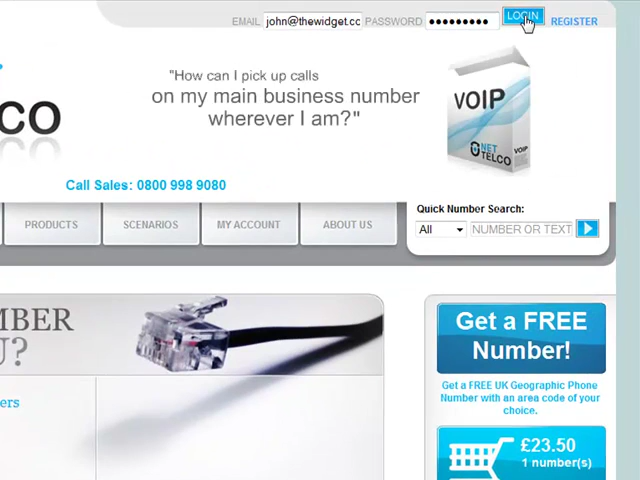 EMAIL john@thewidget.cc PASSWORD ●●●●●●●●● LOGIN REGISTER
"How can I pick up calls
on my main business number
wherever I am?"
VOIP
NET
TELCO
VOIP
CO
Call Sales: 0800 998 9080
PRODUCTS SCENARIOS MY ACCOUNT ABOUT US
Quick Number Search:
All NUMBER OR TEXT
MBER
U?
ers
Get a FREE
Number!
Get a FREE UK Geographic Phone
Number with an area code of your
choice.
£23.50
1 number(s)